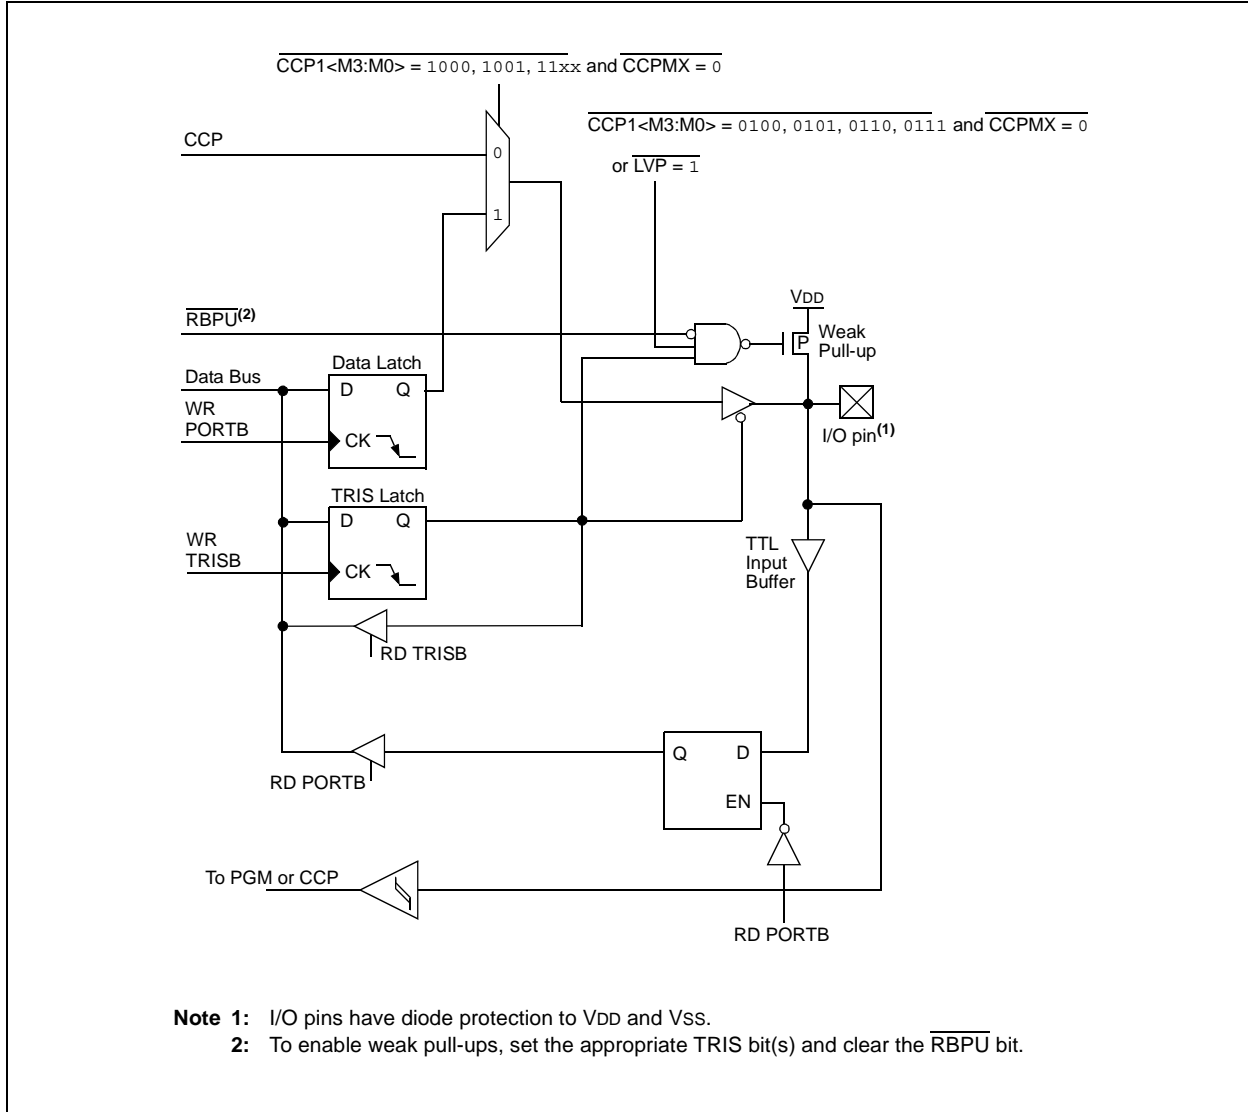 CCP1<M3:M0> = 1000, 1001, 11xx and CCPMX = 0
CCP1<M3:M0> = 0100, 0101, 0110, 0111 and CCPMX = 0
or LVP = 1
CCP
0
1
RBPU(2)
VDD
P
Weak
Pull-up
Data Bus
WR
PORTB
Data Latch
D Q
CK
I/O pin(1)
TRIS Latch
D Q
CK
WR
TRISB
TTL
Input
Buffer
RD TRISB
Q D
EN
RD PORTB
To PGM or CCP
RD PORTB
Note 1: I/O pins have diode protection to VDD and VSS.
2: To enable weak pull-ups, set the appropriate TRIS bit(s) and clear the RBPU bit.